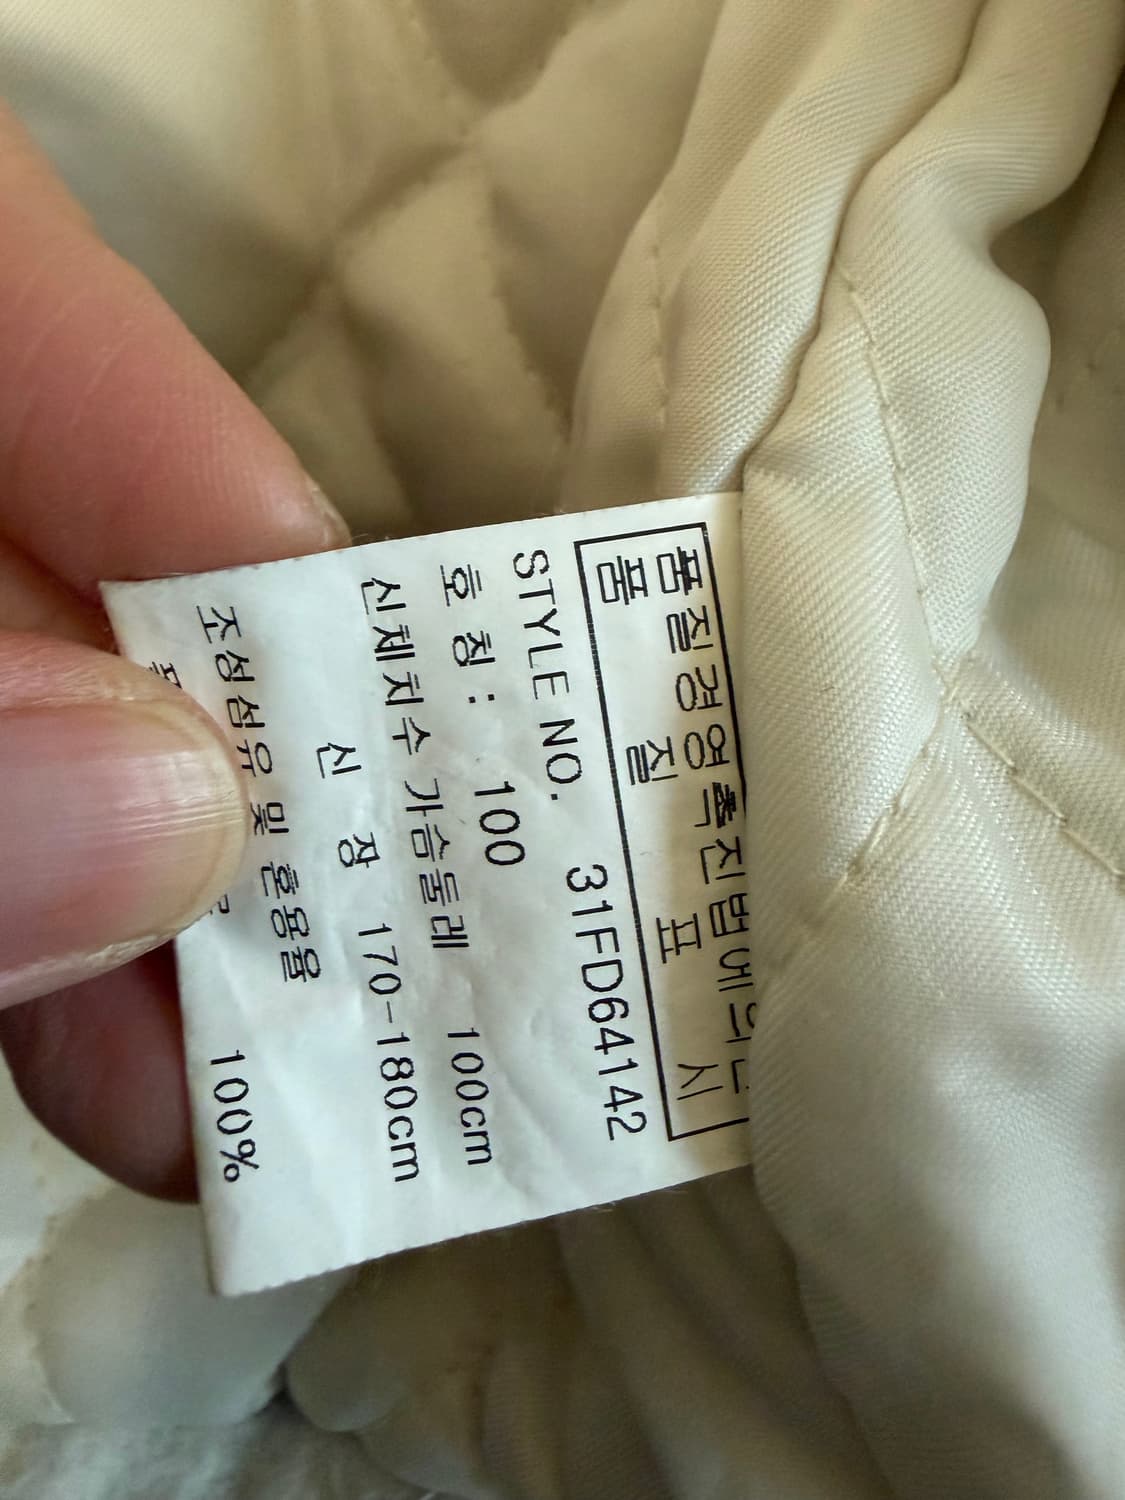 품질경영촉진법에의한
품 질 표 시
STYLE NO. 31FD64142
호 칭 : 100
신체치수 가슴둘레 100cm
신 장 170-180cm
조성섬유 및 혼용율
100%